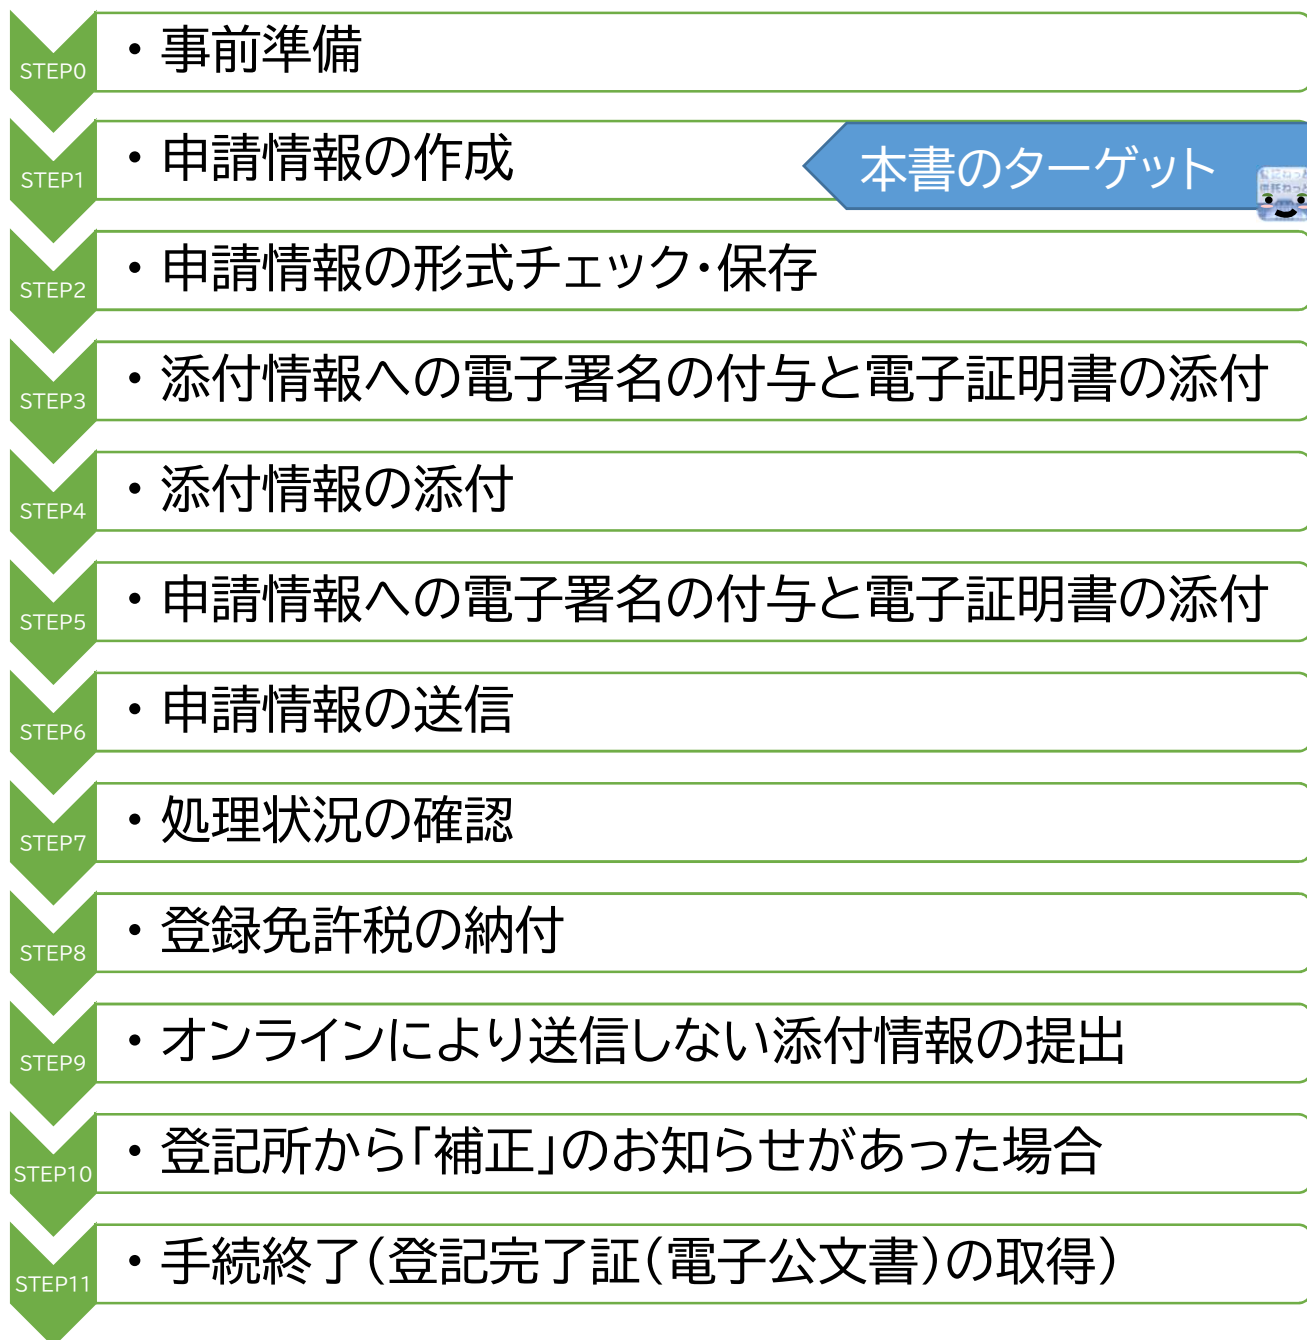 STEP0
・事前準備
STEP1
・申請情報の作成
本書のターゲット
STEP2
・申請情報の形式チェック・保存
STEP3
・添付情報への電子署名の付与と電子証明書の添付
STEP4
・添付情報の添付
STEP5
・申請情報への電子署名の付与と電子証明書の添付
STEP6
・申請情報の送信
STEP7
・処理状況の確認
STEP8
・登録免許税の納付
STEP9
・オンラインにより送信しない添付情報の提出
STEP10
・登記所から「補正」のお知らせがあった場合
STEP11
・手続終了(登記完了証(電子公文書)の取得)